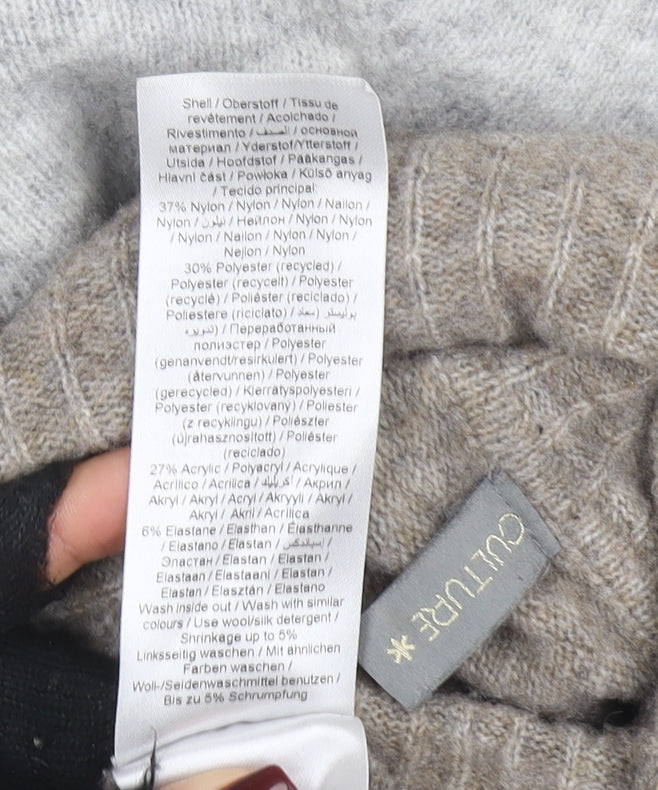 Shell / Oberstoff / Tissu de
revêtement / Acolchado /
Rivestimento / الصدف / основной
материал / Yderstof/Ytterstoff /
Utsida / Hoofdstof / Pääkangas /
Hlavní část / Powłoka / Külső anyag
/ Tecido principal:
37% Nylon / Nylon / Nylon / Nailon /
Nylon / نيلون / Нейлон / Nylon / Nylon
/ Nylon / Nailon / Nylon / Nylon /
Nejlon / Nylon
30% Polyester (recycled) /
Polyester (recycelt) / Polyester
(recyclé) / Poliéster (reciclado) /
Poliestere (riciclato) / بوليستر (معاد
تدويره) / Переработанный
полиэстер / Polyester
(genanvendt/resirkulert) / Polyester
(återvunnen) / Polyester
(gerecycled) / Kierrätyspolyesteri /
Polyester (recyklovaný) / Poliester
(z recyklingu) / Poliészter
(újrahasznosított) / Poliéster
(reciclado)
27% Acrylic / Polyacryl / Acrylique /
Acrílico / Acrilica / أكريليك / Акрил /
Akryl / Akryl / Acryl / Akryyli / Akryl /
Akryl / Akril / Acrílica
6% Elastane / Elasthan / Élasthanne
/ Elastano / Elastan / إسباندكس /
Эластан / Elastan / Elastan /
Elastaan / Elastaani / Elastan /
Elastan / Elasztán / Elastano
Wash inside out / Wash with similar
colours / Use wool/silk detergent /
Shrinkage up to 5%
Linksseitig waschen / Mit ähnlichen
Farben waschen /
Woll-/Seidenwaschmittel benutzen /
Bis zu 5% Schrumpfung
CULTURE